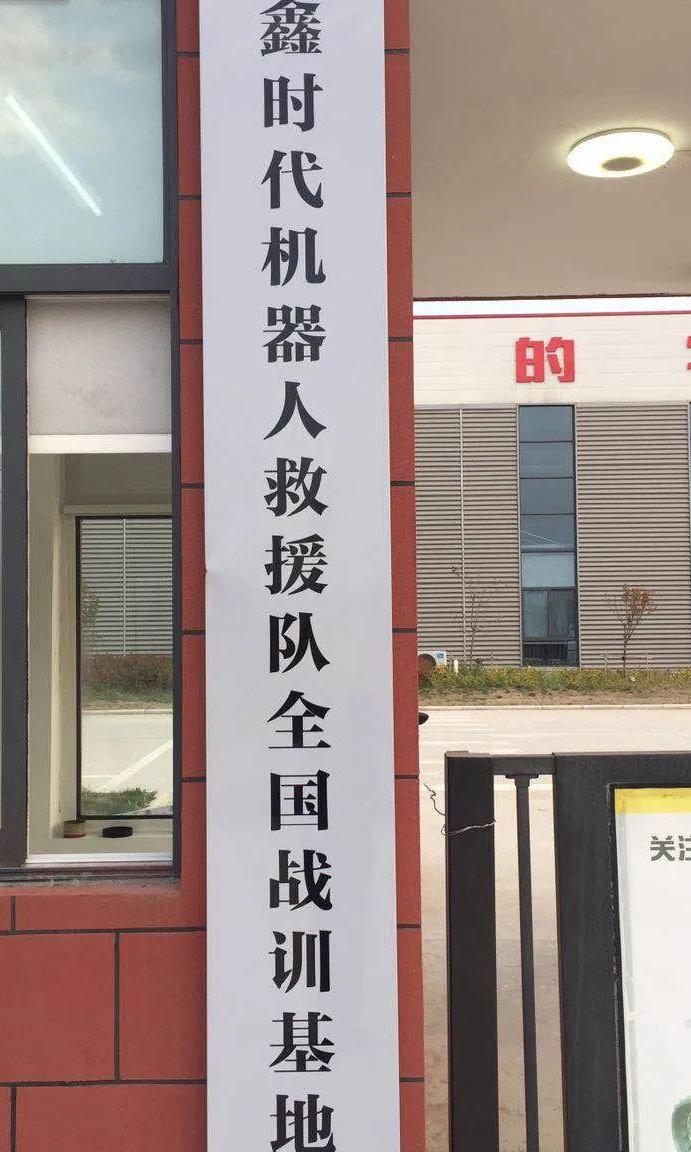 鑫时代机器人救援队全国战训基地
的
关注